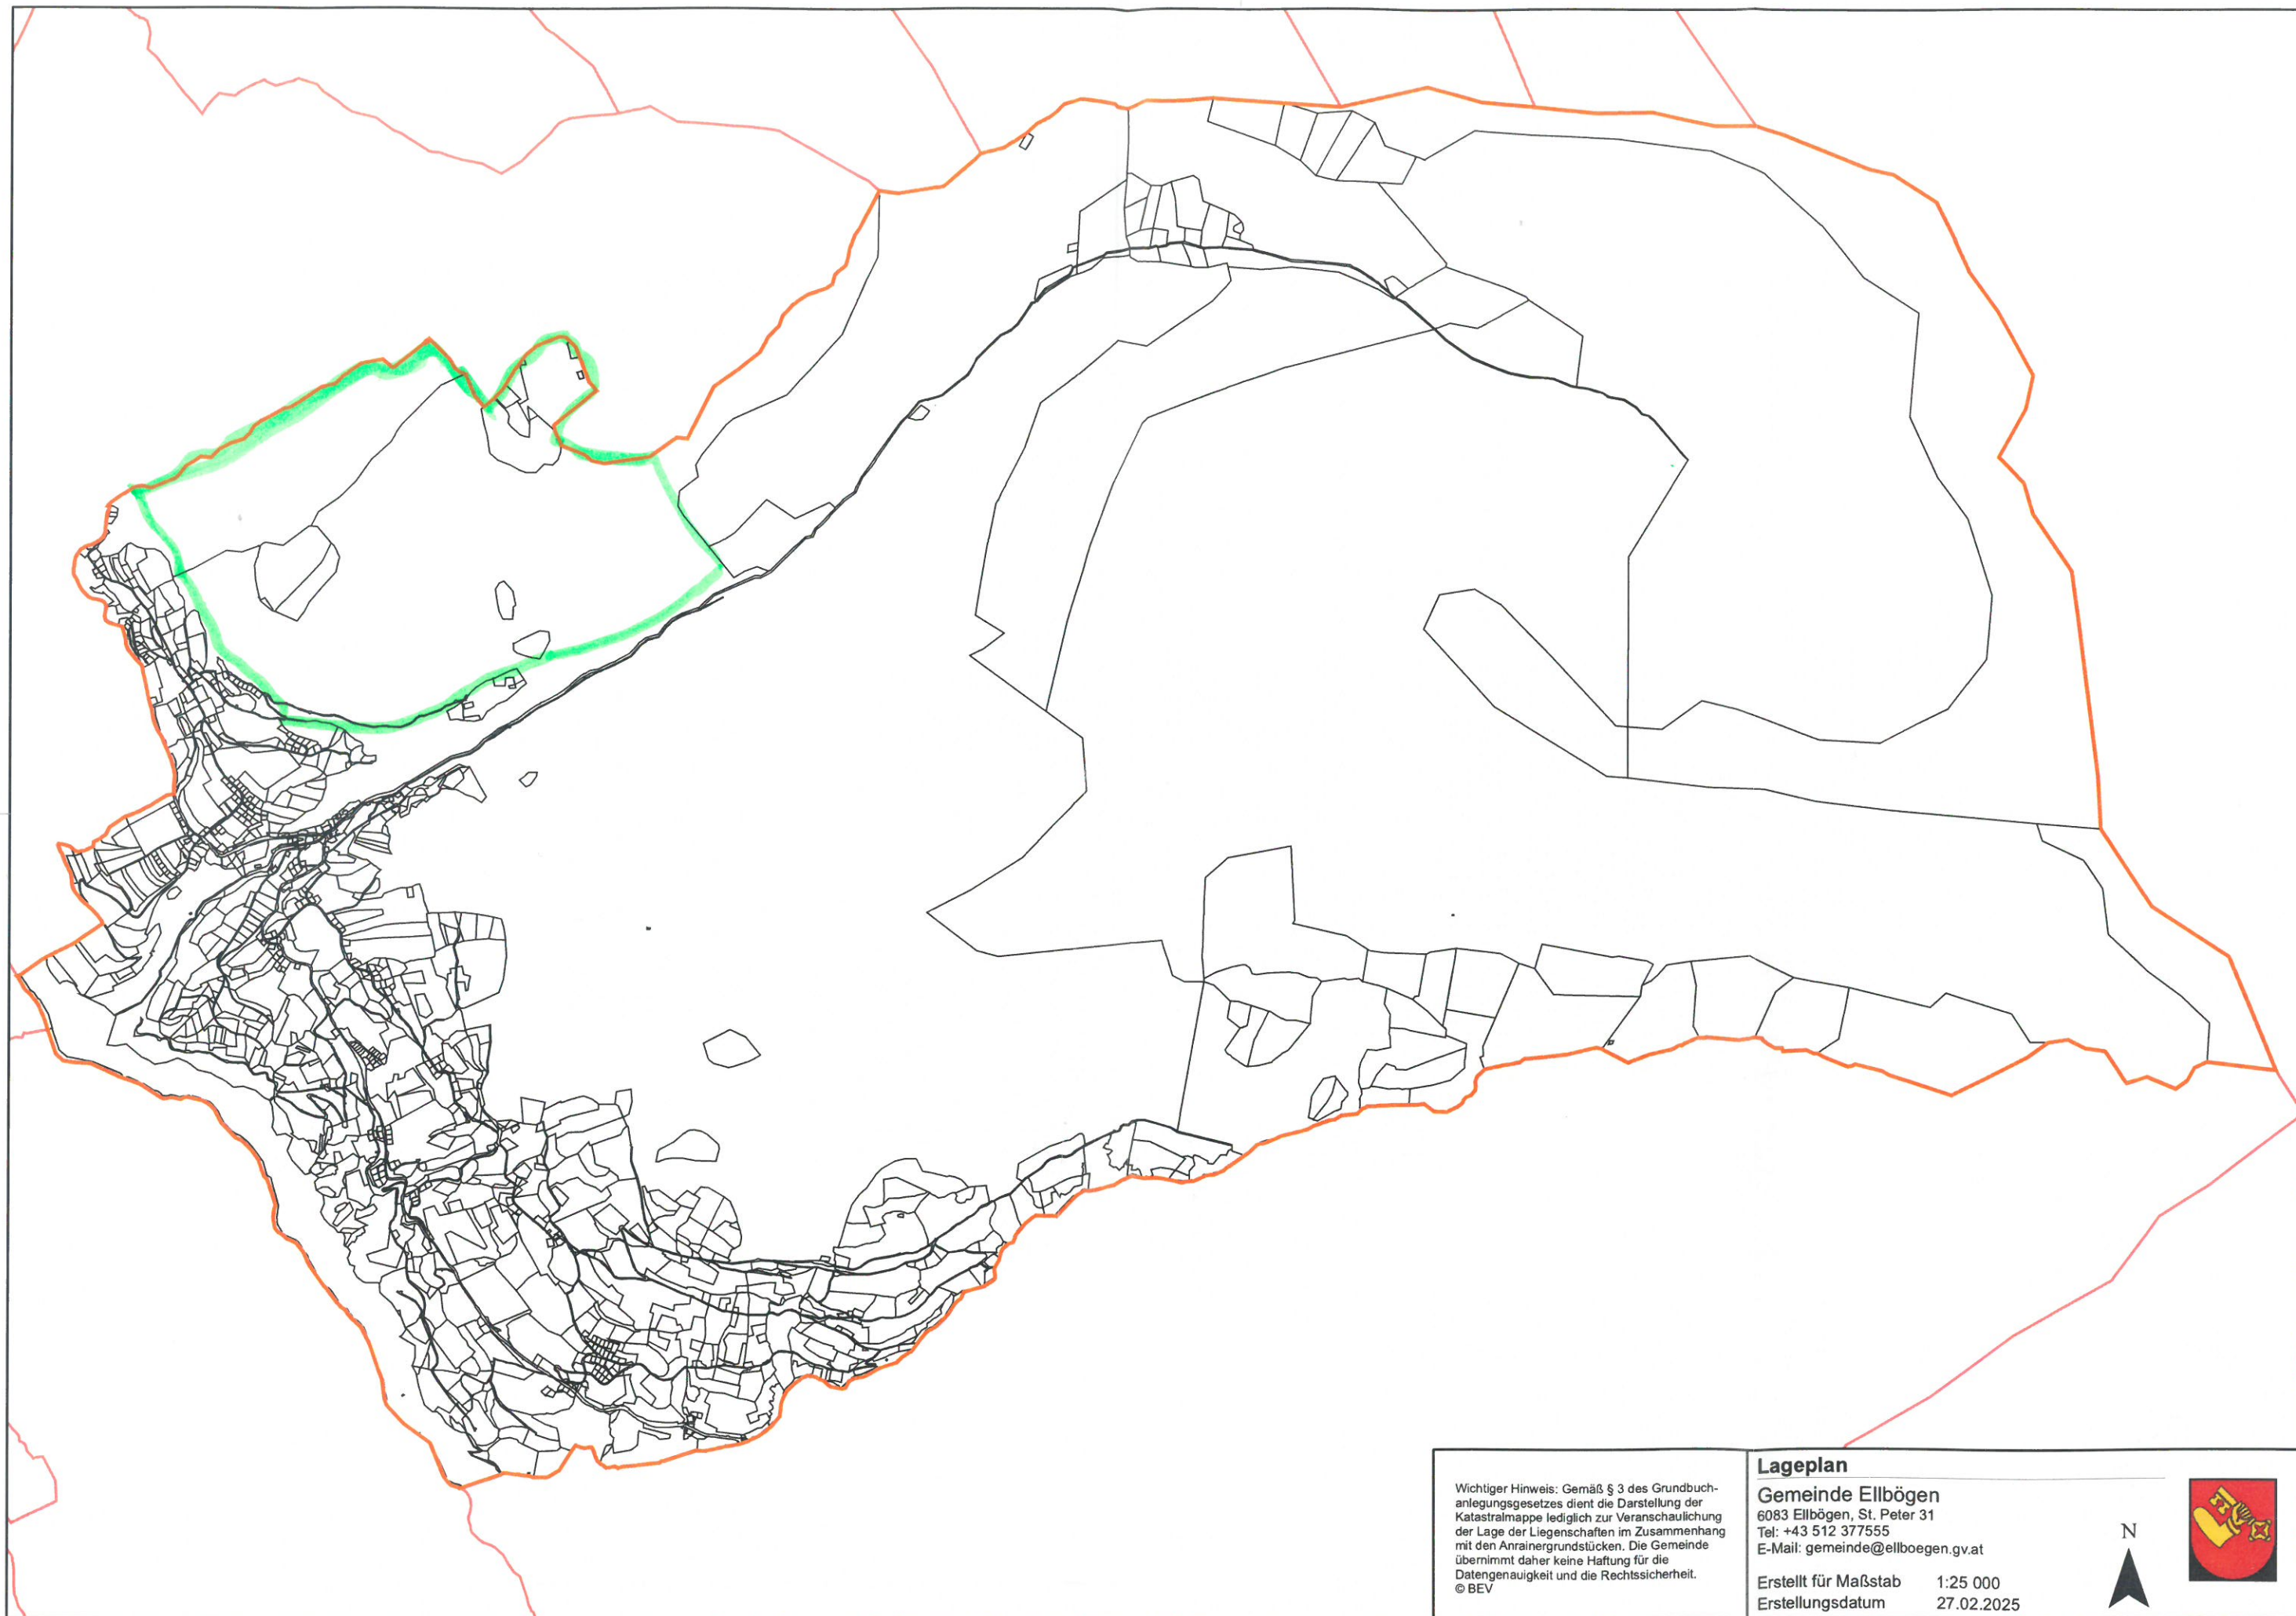 Wichtiger Hinweis: Gemäß § 3 des Grundbuch-
anlegungsgesetzes dient die Darstellung der
Katastralmappe lediglich zur Veranschaulichung
der Lage der Liegenschaften im Zusammenhang
mit den Anrainergrundstücken. Die Gemeinde
übernimmt daher keine Haftung für die
Datengenauigkeit und die Rechtssicherheit.
© BEV
Lageplan
Gemeinde Ellbögen
6083 Ellbögen, St. Peter 31
Tel: +43 512 377555
E-Mail: gemeinde@ellboegen.gv.at
Erstellt für Maßstab 1:25 000
Erstellungsdatum 27.02.2025
N